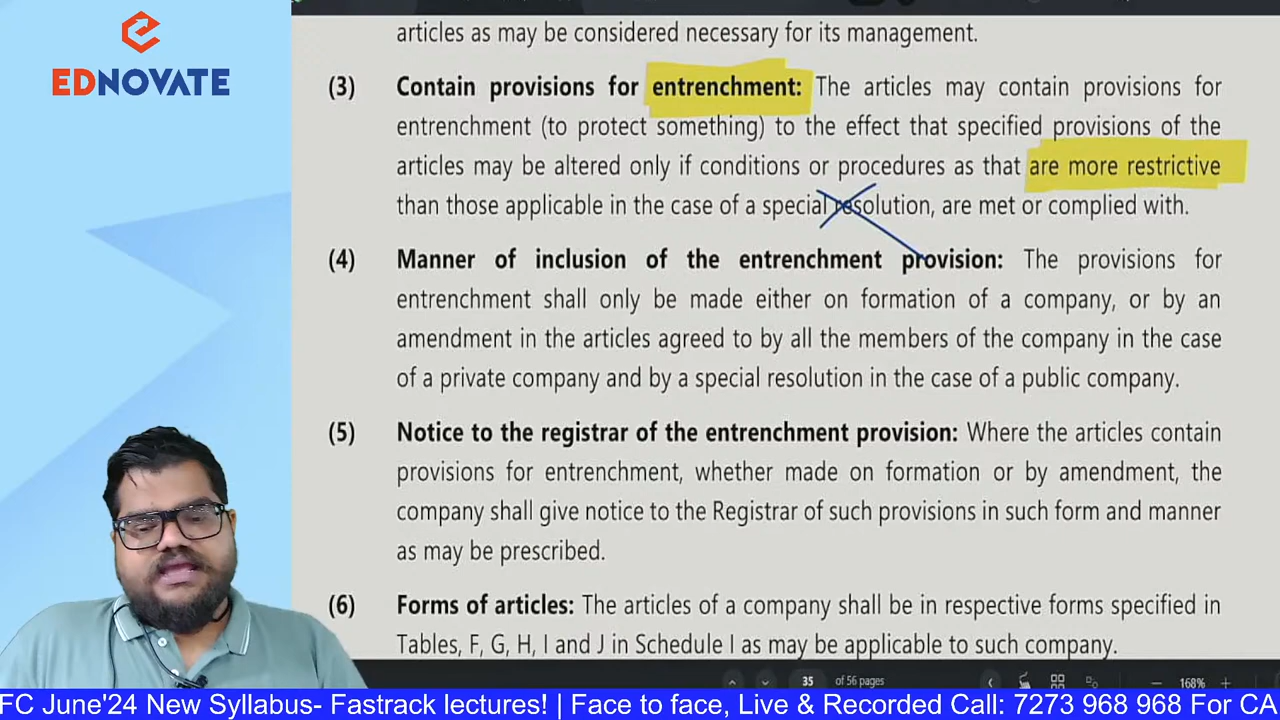 EDNOVATE
articles as may be considered necessary for its management.
(3) Contain provisions for entrenchment: The articles may contain provisions for
entrenchment (to protect something) to the effect that specified provisions of the
articles may be altered only if conditions or procedures as that are more restrictive
than those applicable in the case of a special resolution, are met or complied with.
(4) Manner of inclusion of the entrenchment provision: The provisions for
entrenchment shall only be made either on formation of a company, or by an
amendment in the articles agreed to by all the members of the company in the case
of a private company and by a special resolution in the case of a public company.
(5) Notice to the registrar of the entrenchment provision: Where the articles contain
provisions for entrenchment, whether made on formation or by amendment, the
company shall give notice to the Registrar of such provisions in such form and manner
as may be prescribed.
(6) Forms of articles: The articles of a company shall be in respective forms specified in
Tables, F, G, H, I and J in Schedule I as may be applicable to such company.
35 of 56 pages 168%
FC June'24 New Syllabus- Fastrack lectures! | Face to face, Live & Recorded Call: 7273 968 968 For CA